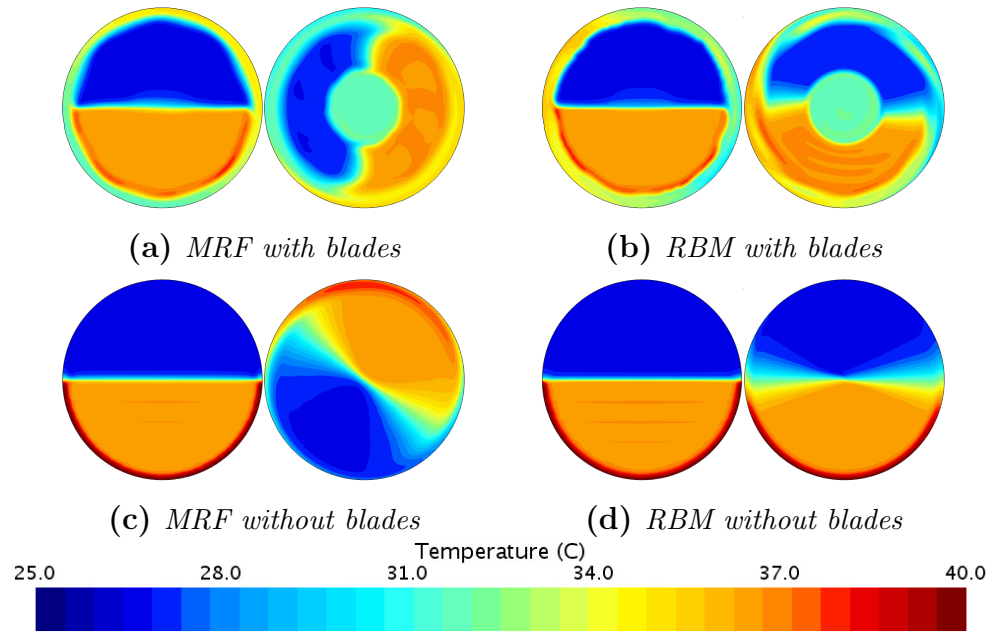 (a) MRF with blades
(b) RBM with blades
(c) MRF without blades
(d) RBM without blades
Temperature (C)
25.0 28.0 31.0 34.0 37.0 40.0